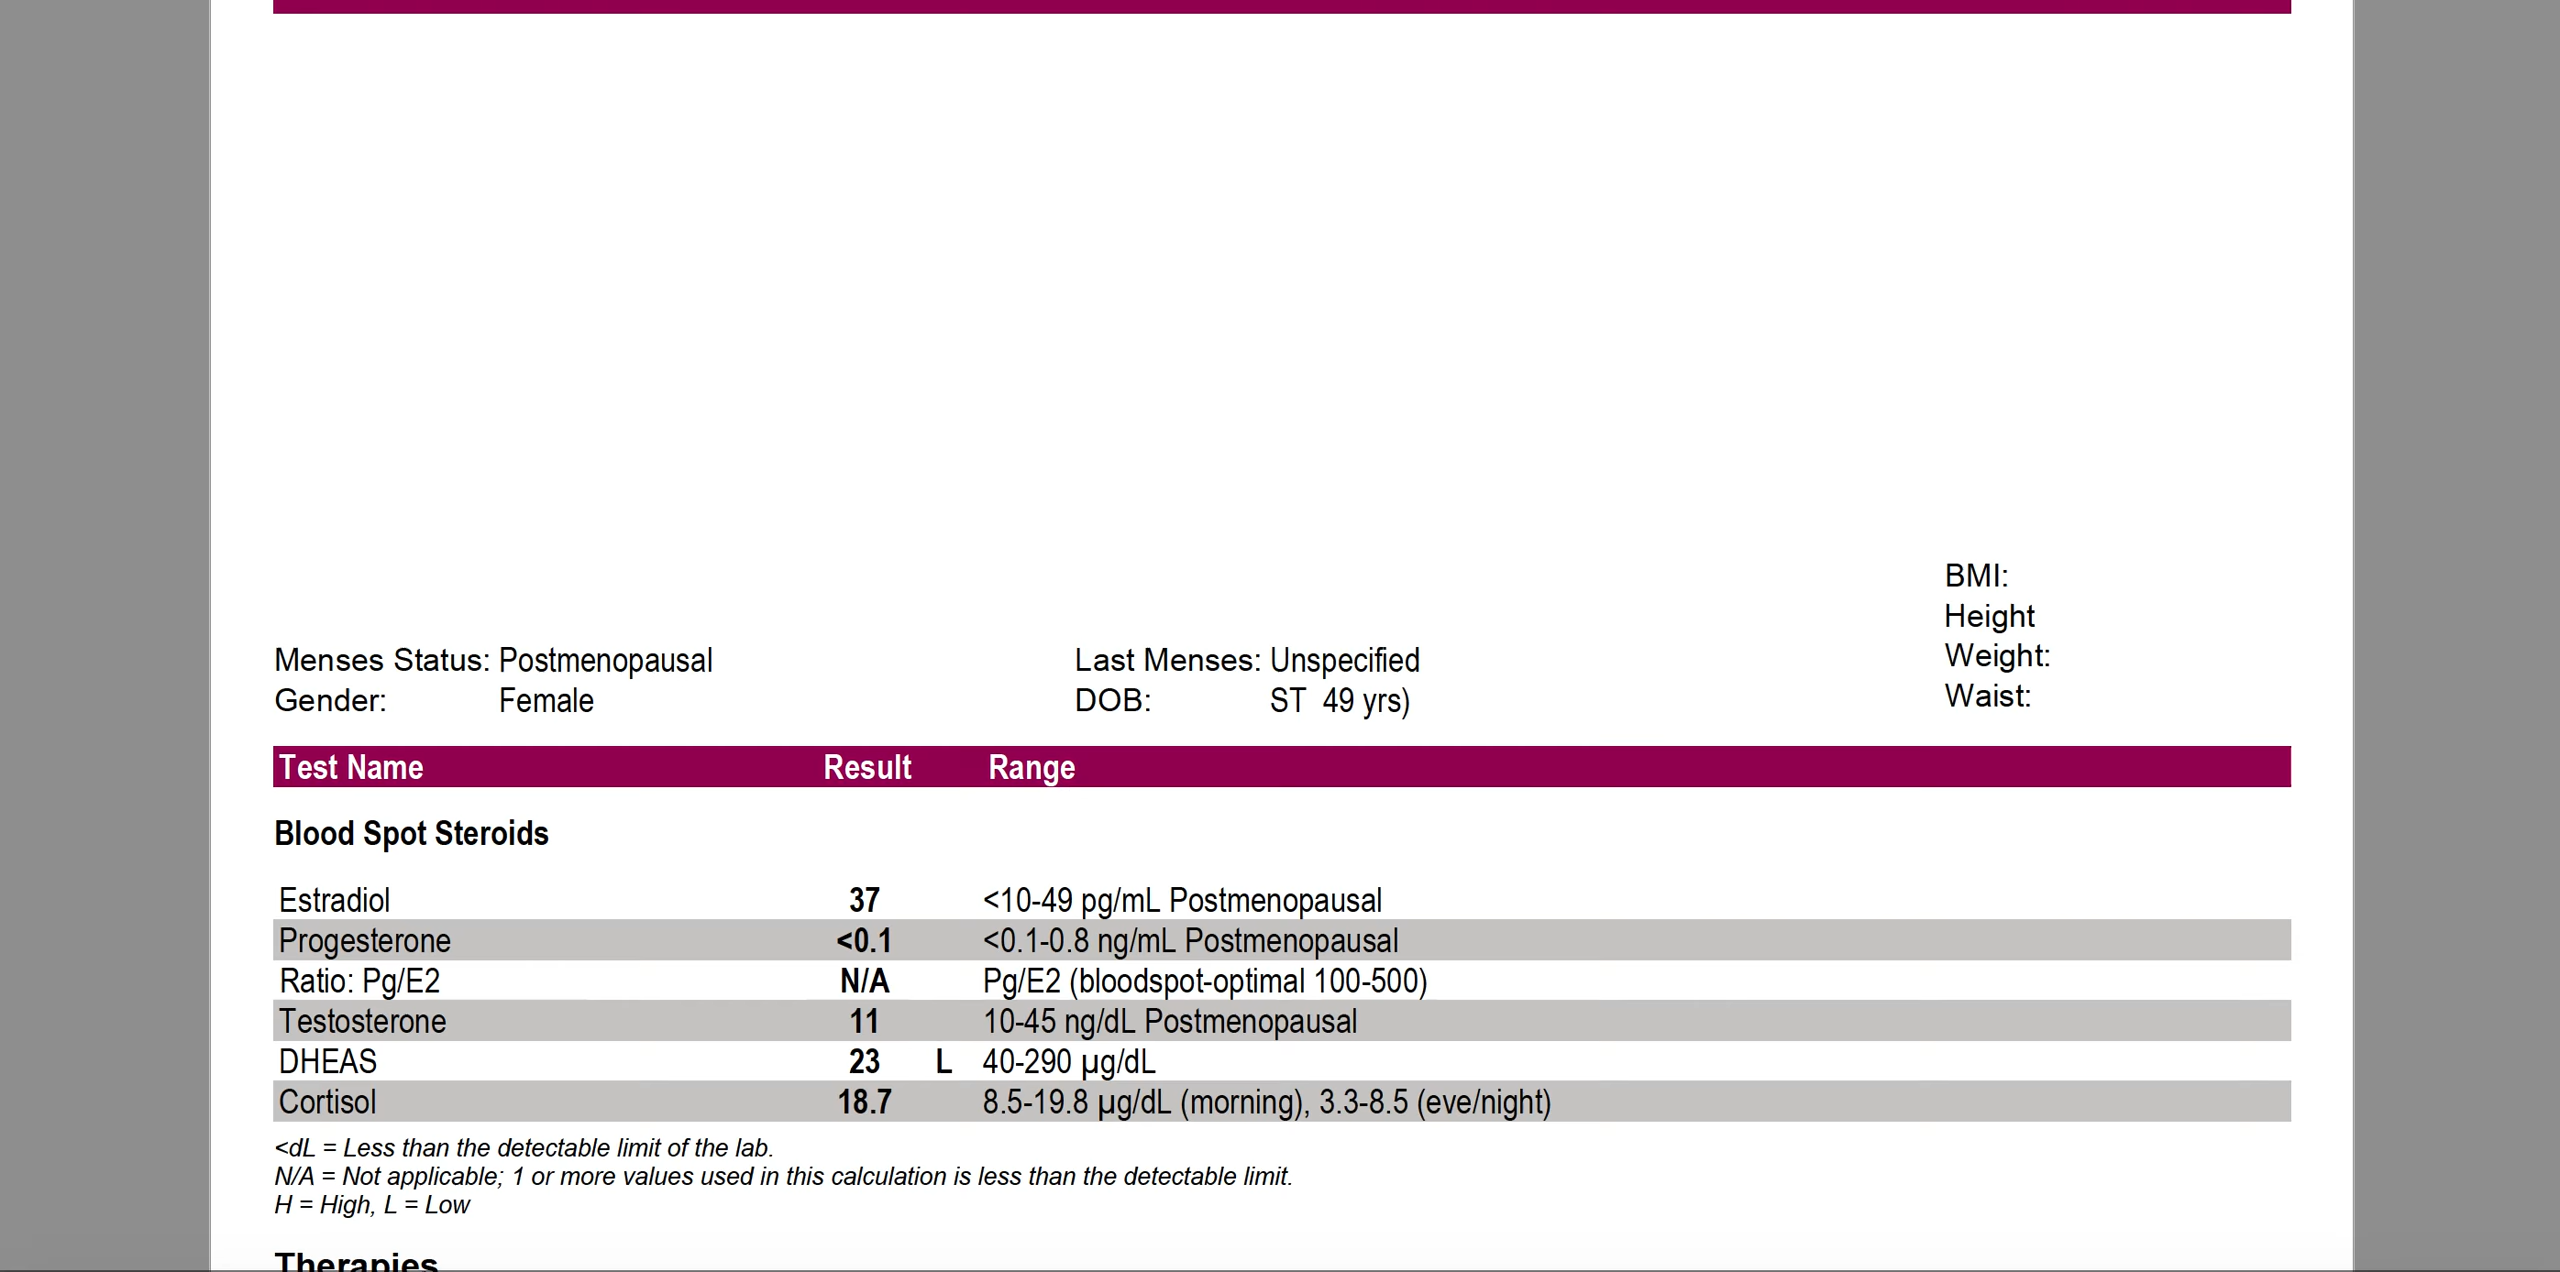 BMI:
Height
Weight:
Waist:
Menses Status: Postmenopausal Last Menses: Unspecified
Gender: Female DOB: ST 49 yrs)
Test Name Result Range
Blood Spot Steroids
Estradiol 37 <10-49 pg/mL Postmenopausal
Progesterone <0.1 <0.1-0.8 ng/mL Postmenopausal
Ratio: Pg/E2 N/A Pg/E2 (bloodspot-optimal 100-500)
Testosterone 11 10-45 ng/dL Postmenopausal
DHEAS 23 L 40-290 µg/dL
Cortisol 18.7 8.5-19.8 µg/dL (morning), 3.3-8.5 (eve/night)
<dL = Less than the detectable limit of the lab.
N/A = Not applicable; 1 or more values used in this calculation is less than the detectable limit.
H = High, L = Low
Therapies